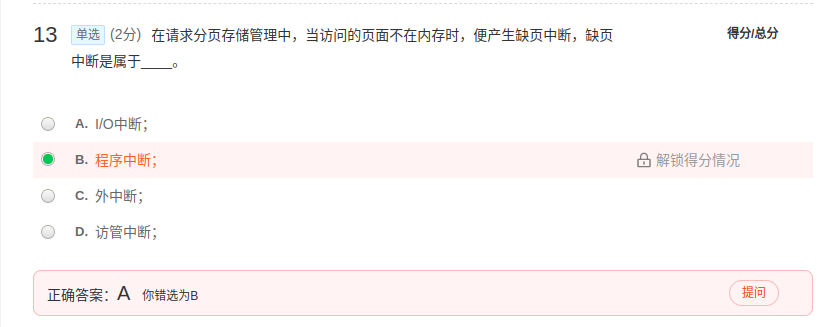 13 单选 (2分) 在请求分页存储管理中，当访问的页面不在内存时，便产生缺页中断，缺页 得分/总分
中断是属于____。
A. I/O中断；
B. 程序中断； 解锁得分情况
C. 外中断；
D. 访管中断；
正确答案：A 你错选为B 提问